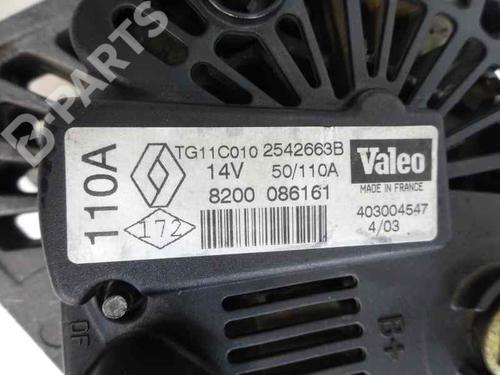 B PARTS
110A
TG11C010 2542663B
14V 50/110A
8200 086161
172
Valeo
MADE IN FRANCE
403004547
4/03
DF
B+